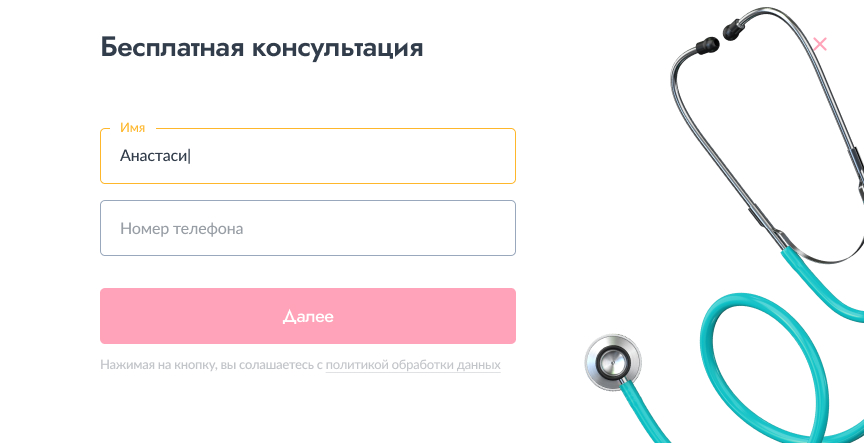 Бесплатная консультация
Имя
Анастаси
Номер телефона
Далее
Нажимая на кнопку, вы солашаетесь с политикой обработки данных